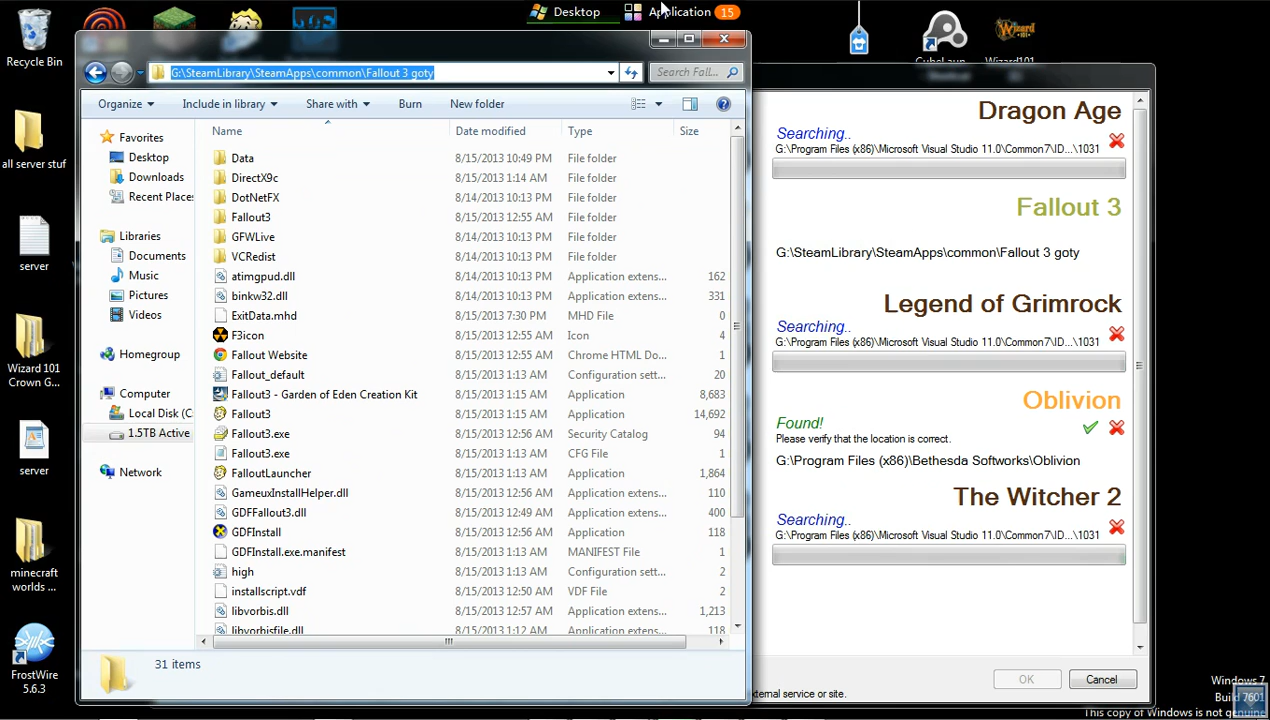 Desktop
Application 15
Recycle Bin
all server stuff
server
Wizard 101
Crown G...
server
minecraft
worlds ...
FrostWire
5.6.3
Wizard101
G:\SteamLibrary\SteamApps\common\Fallout 3 goty
Search Fall...
Organize
Include in library
Share with
Burn
New folder
Favorites
Desktop
Downloads
Recent Places
Libraries
Documents
Music
Pictures
Videos
Homegroup
Computer
Local Disk (C
1.5TB Active
Network
Name Date modified Type Size
Data 8/15/2013 10:49 PM File folder
DirectX9c 8/15/2013 1:14 AM File folder
DotNetFX 8/14/2013 10:13 PM File folder
Fallout3 8/15/2013 12:55 AM File folder
GFWLive 8/14/2013 10:13 PM File folder
VCRedist 8/14/2013 10:13 PM File folder
atimgpud.dll 8/14/2013 10:13 PM Application extens... 162
binkw32.dll 8/14/2013 10:13 PM Application extens... 331
ExitData.mhd 8/15/2013 7:30 PM MHD File 0
F3icon 8/15/2013 12:55 AM Icon 4
Fallout Website 8/15/2013 12:55 AM Chrome HTML Do... 1
Fallout_default 8/15/2013 1:13 AM Configuration sett... 20
Fallout3 - Garden of Eden Creation Kit 8/15/2013 1:15 AM Application 8,683
Fallout3 8/15/2013 1:15 AM Application 14,692
Fallout3.exe 8/15/2013 12:56 AM Security Catalog 94
Fallout3.exe 8/15/2013 12:56 AM CFG File 1
FalloutLauncher 8/15/2013 1:13 AM Application 1,864
GameuxInstallHelper.dll 8/15/2013 12:56 AM Application extens... 110
GDFFallout3.dll 8/15/2013 12:49 AM Application extens... 400
GDFInstall 8/15/2013 12:56 AM Application 118
GDFInstall.exe.manifest 8/15/2013 1:13 AM MANIFEST File 1
high 8/15/2013 1:13 AM Configuration sett... 2
installscript.vdf 8/15/2013 12:50 AM VDF File 2
libvorbis.dll 8/15/2013 12:57 AM Application extens... 1,213
libvorbisfile.dll 8/15/2013 1:12 AM Application extens... 118
31 items
Dragon Age
Searching..
G:\Program Files (x86)\Microsoft Visual Studio 11.0\Common7\ID...\1031
Fallout 3
G:\SteamLibrary\SteamApps\common\Fallout 3 goty
Legend of Grimrock
Searching..
G:\Program Files (x86)\Microsoft Visual Studio 11.0\Common7\ID...\1031
Oblivion
Found!
Please verify that the location is correct.
G:\Program Files (x86)\Bethesda Softworks\Oblivion
The Witcher 2
Searching..
G:\Program Files (x86)\Microsoft Visual Studio 11.0\Common7\ID...\1031
OK
Cancel
external service or site.
Windows 7
Build 7601
This copy of Windows is not genuine